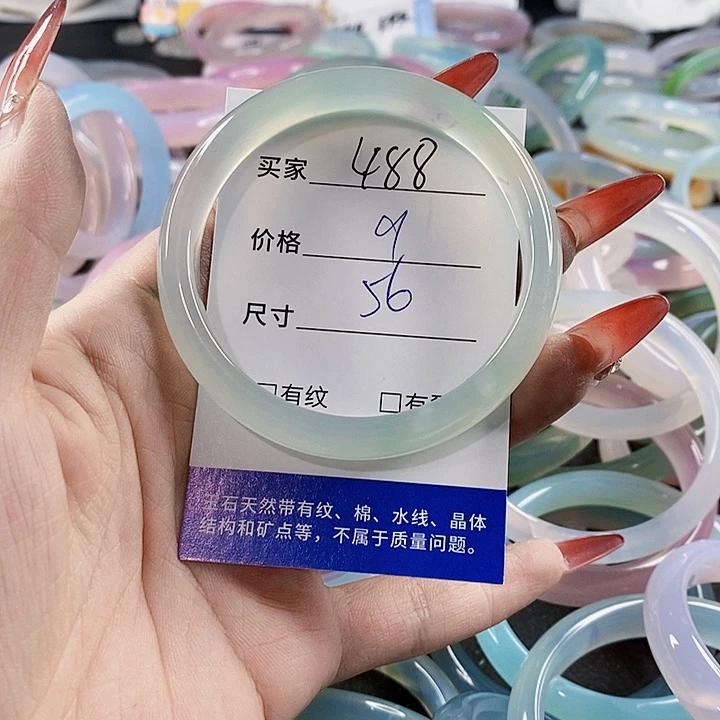 买家 488
价格 9
尺寸 56
□有纹 □有
玉石天然带有纹、棉、水线、晶体
结构和矿点等，不属于质量问题。